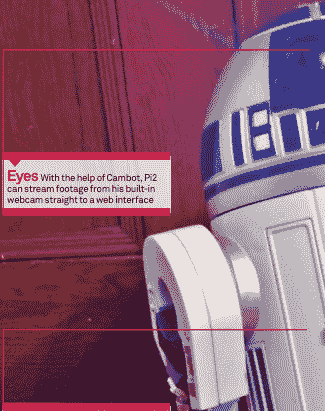 Eyes With the help of Cambot, Pi2
can stream footage from his built-in
webcam straight to a web interface